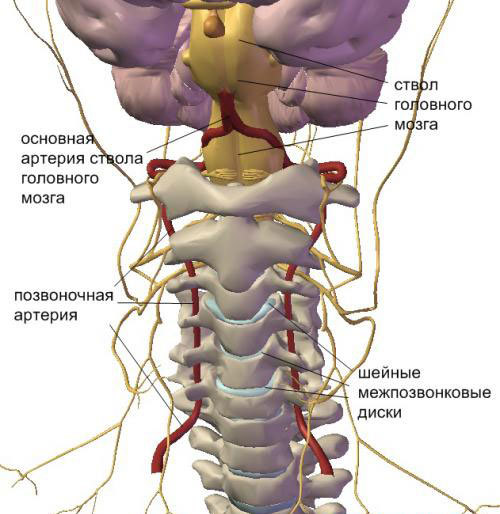 ствол
головного
мозга
основная
артерия ствола
головного
мозга
позвоночная
артерия
шейные
межпозвонковые
диски